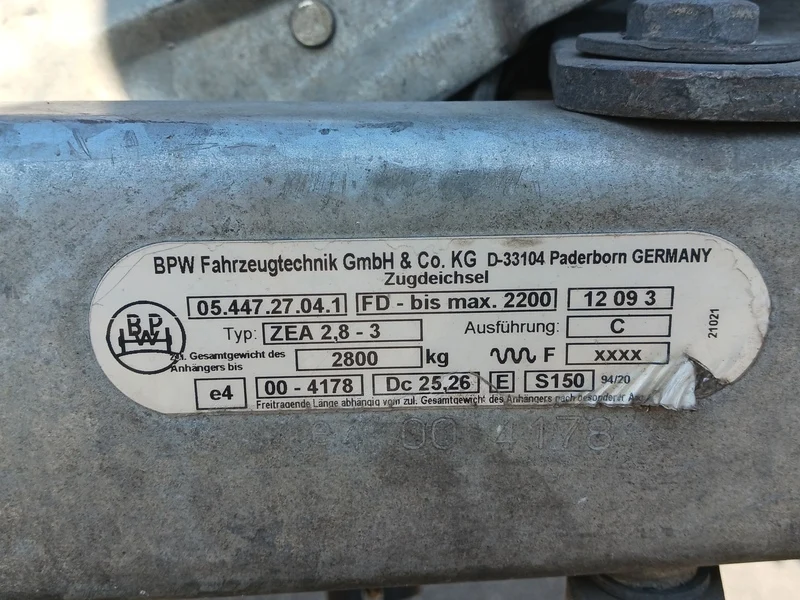 BPW Fahrzeugtechnik GmbH & Co. KG D-33104 Paderborn GERMANY
Zugdeichsel
05.447.27.04.1 FD - bis max. 2200 12 09 3
Typ: ZEA 2,8 - 3 Ausführung: C
BPW
zul. Gesamtgewicht des
Anhängers bis 2800 kg F xxxx
e4 00 - 4178 Dc 25,26 E S150 94/20
Freitragende Länge abhängig vom zul. Gesamtgewicht des Anhängers nach besonderer
21021
00 4178